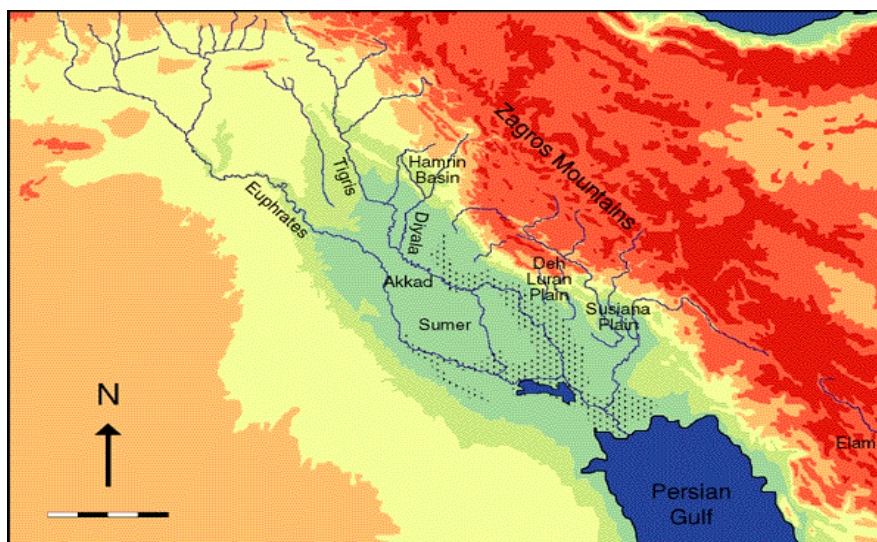 Zagros Mountains
Hamrin
Basin
Tigris
Euphrates
Diyala
Deh
Luran
Plain
Akkad
Susiana
Plain
Sumer
N
Elam
Persian
Gulf